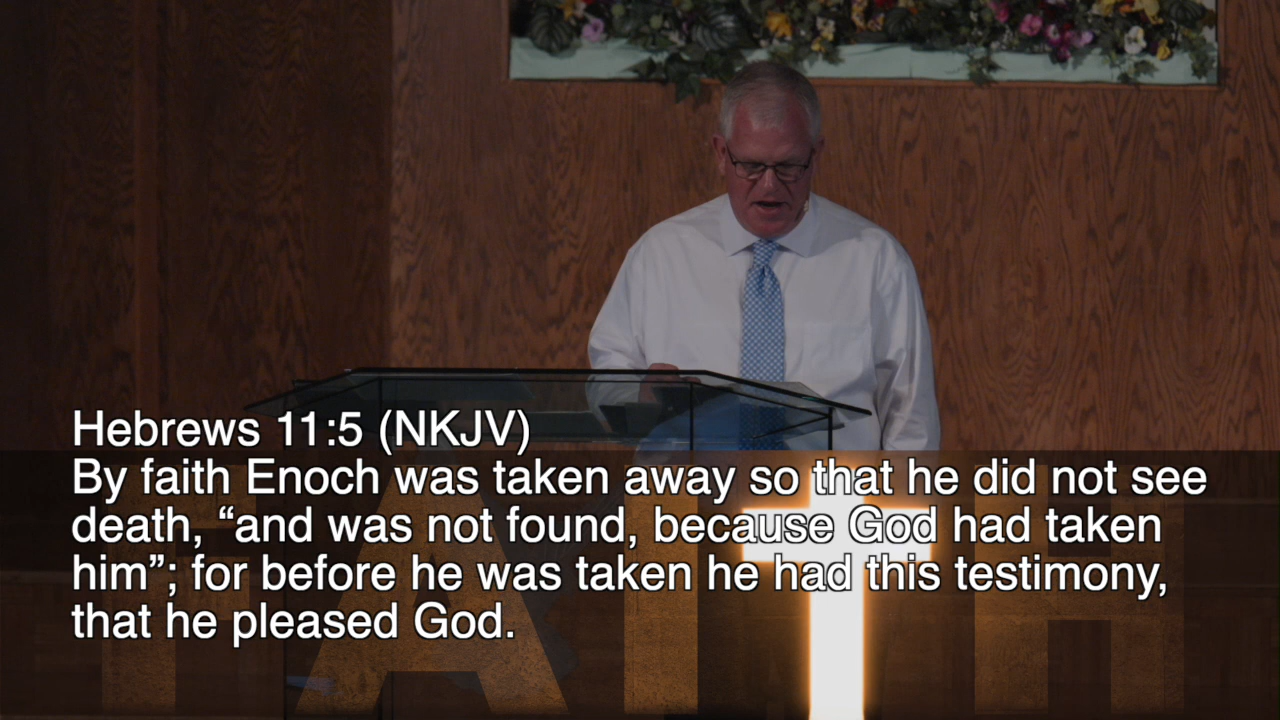 Hebrews 11:5 (NKJV)
By faith Enoch was taken away so that he did not see
death, “and was not found, because God had taken
him”; for before he was taken he had this testimony,
that he pleased God.
FAITH